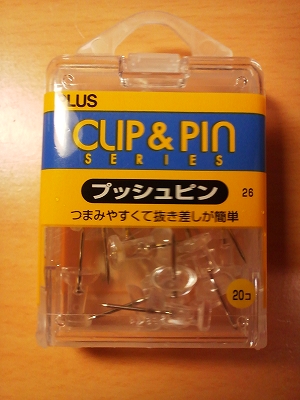 PLUS
CLIP & PIN
SERIES
プッシュピン
26
つまみやすくて抜き差しが簡単
20コ